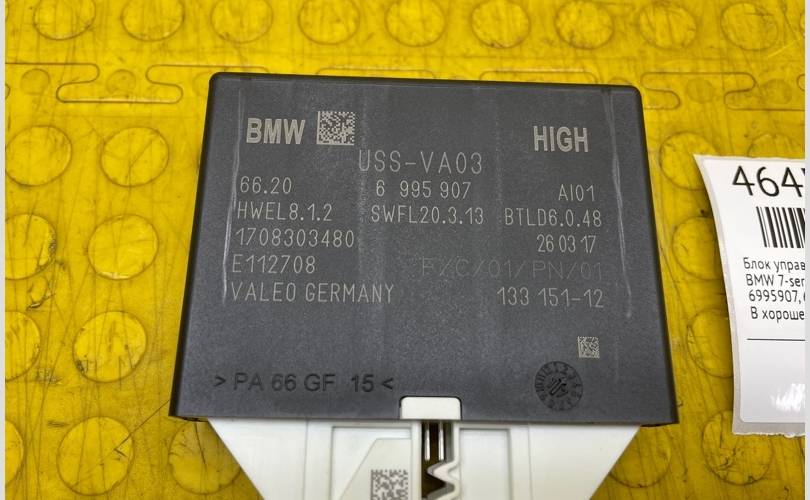 BMW HIGH
USS-VA03
66.20 6 995 907 AI01
HWEL8.1.2 SWFL20.3.13 BTLD6.0.48
1708303480 26 03 17
E112708 FXC/01/PN/01
VALEO GERMANY 133 151-12
> PA 66 GF 15 <
464
Блок управ
BMW 7-ser
6995907,
В хороше